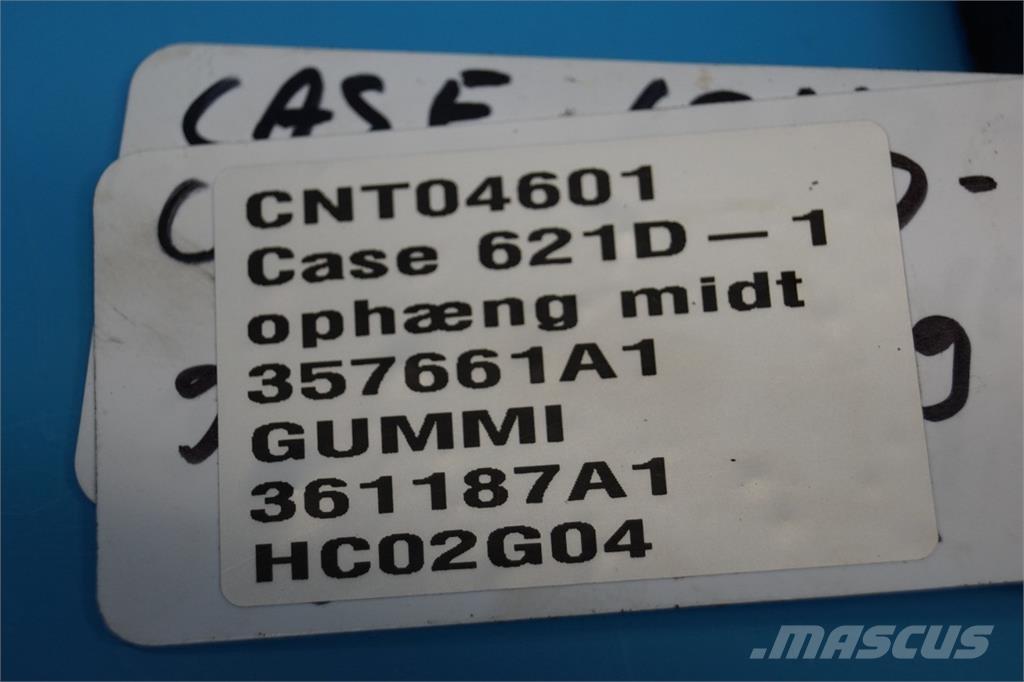 CASE
CNT04601
Case 621D — 1
ophæng midt
357661A1
GUMMI
361187A1
HC02G04
MASCUS